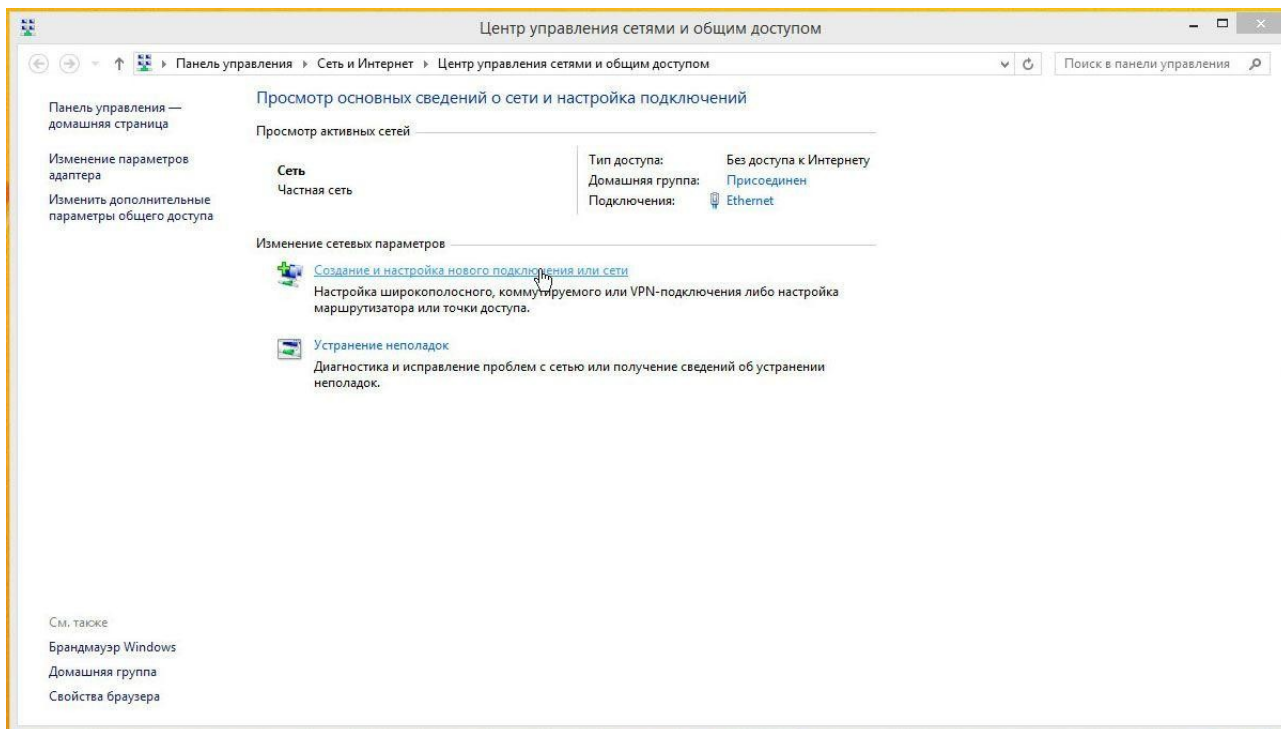 Центр управления сетями и общим доступом
Панель управления
Сеть и Интернет
Центр управления сетями и общим доступом
Поиск в панели управления
Панель управления —
домашняя страница
Изменение параметров
адаптера
Изменить дополнительные
параметры общего доступа
Просмотр основных сведений о сети и настройка подключений
Просмотр активных сетей
Сеть
Частная сеть
Тип доступа: Без доступа к Интернету
Домашняя группа: Присоединен
Подключения: Ethernet
Изменение сетевых параметров
Создание и настройка нового подключения или сети
Настройка широкополосного, коммутируемого или VPN-подключения либо настройка
маршрутизатора или точки доступа.
Устранение неполадок
Диагностика и исправление проблем с сетью или получение сведений об устранении
неполадок.
См. также
Брандмауэр Windows
Домашняя группа
Свойства браузера